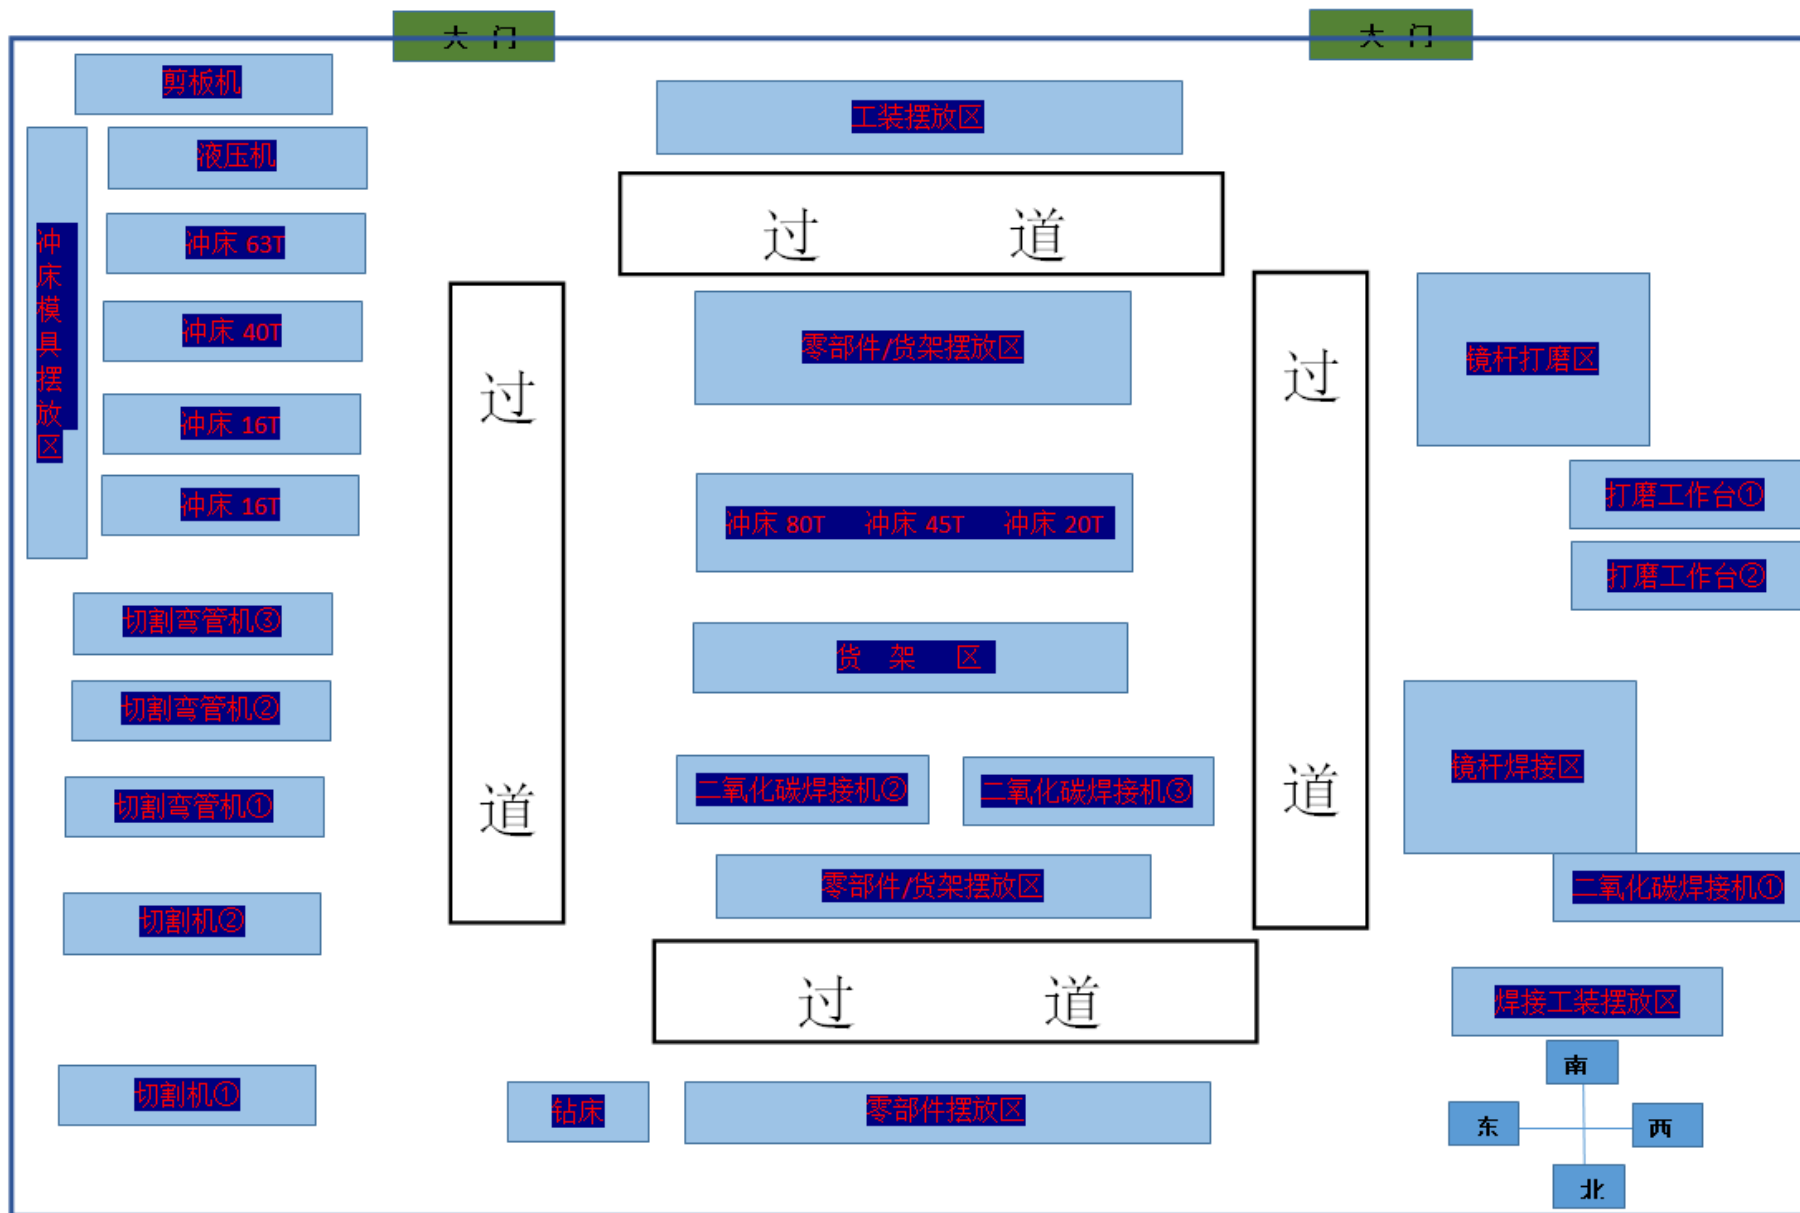 大 门
大 门
剪板机
液压机
冲床 63T
冲床 40T
冲床 16T
冲床 16T
冲
床
模
具
摆
放
区
切割弯管机③
切割弯管机②
切割弯管机①
切割机②
切割机①
过
道
工装摆放区
过 道
零部件/货架摆放区
冲床 80T 冲床 45T 冲床 20T
货 架 区
二氧化碳焊接机② 二氧化碳焊接机③
零部件/货架摆放区
过 道
钻床
零部件摆放区
过
道
镜杆打磨区
打磨工作台①
打磨工作台②
镜杆焊接区
二氧化碳焊接机①
焊接工装摆放区
南
东 西
北